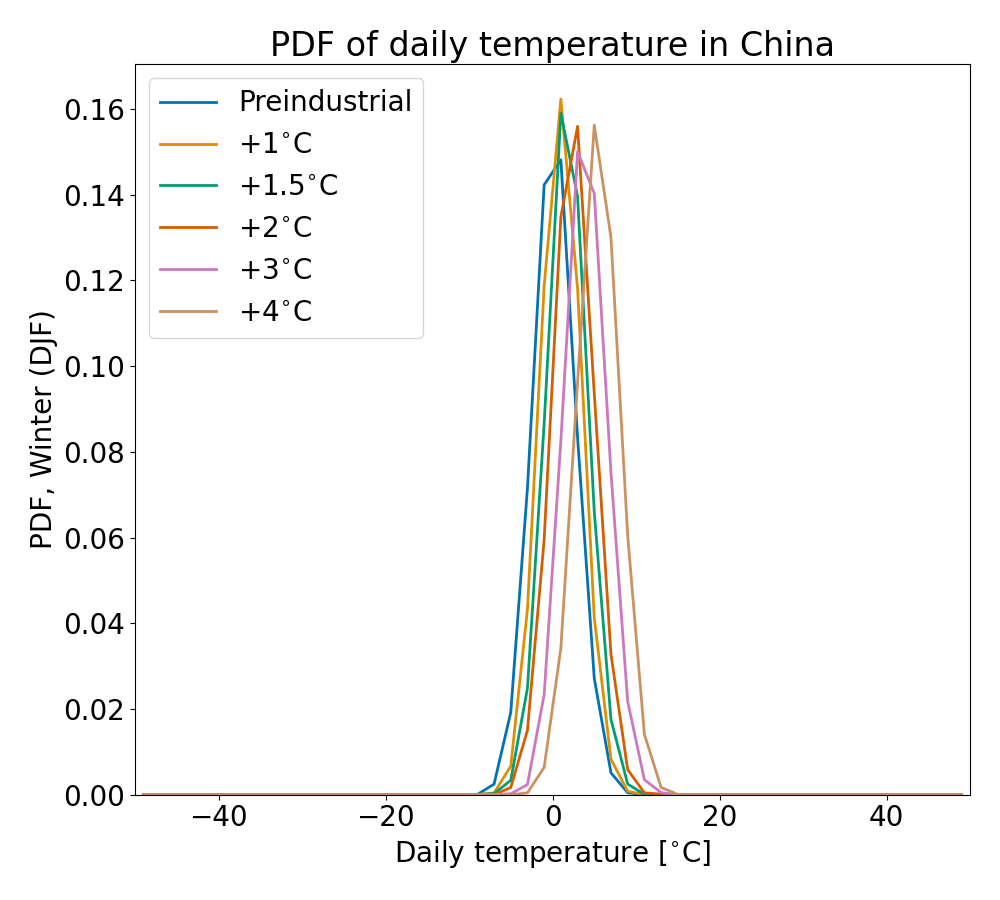 PDF of daily temperature in China
Preindustrial
+1°C
+1.5°C
+2°C
+3°C
+4°C
PDF, Winter (DJF)
0.16
0.14
0.12
0.10
0.08
0.06
0.04
0.02
0.00
−40
−20
0
20
40
Daily temperature [°C]